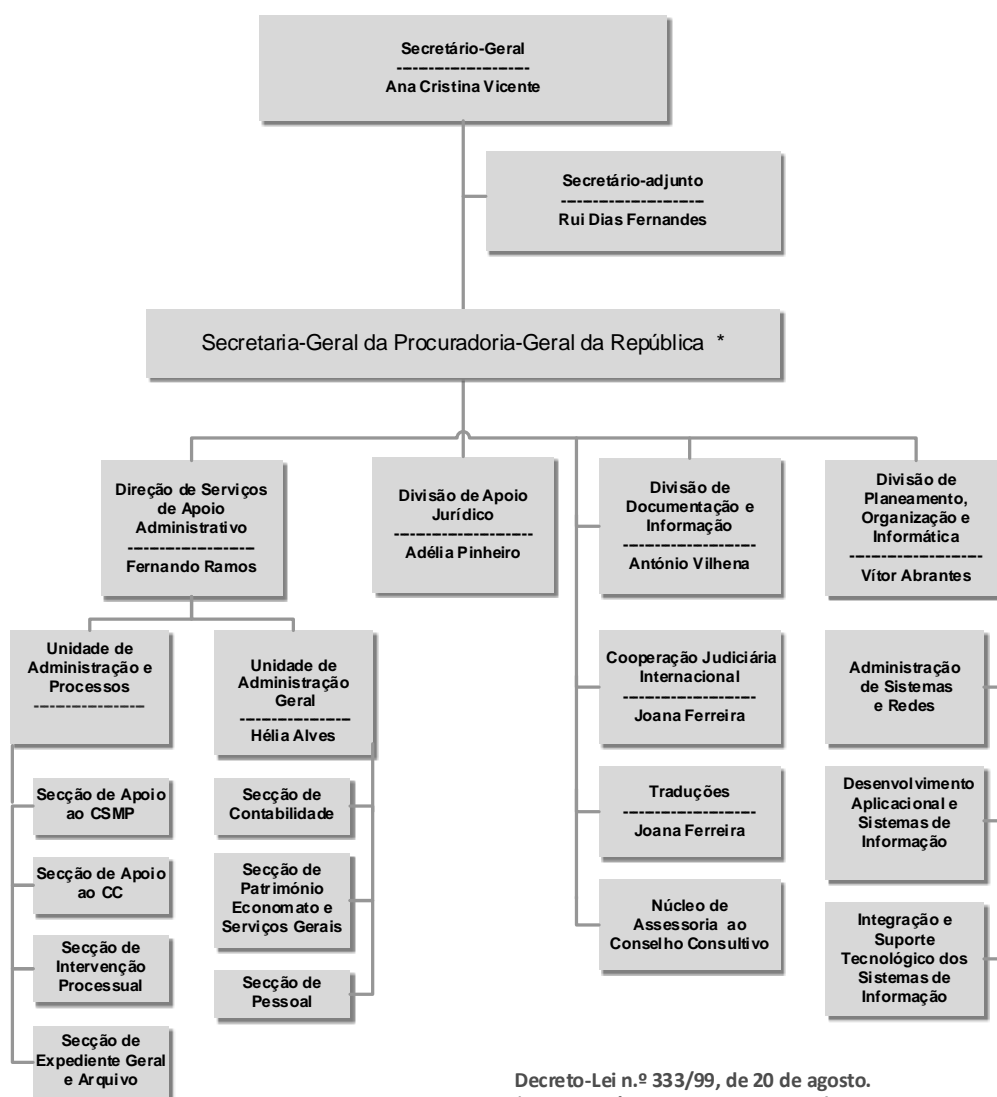 Secretário-Geral
-------------------------
Ana Cristina Vicente
Secretário-adjunto
---------------------------
Rui Dias Fernandes
Secretaria-Geral da Procuradoria-Geral da República *
Direção de Serviços
de Apoio
Administrativo
------------------------
Fernando Ramos
Divisão de Apoio
Jurídico
--------------------------
Adélia Pinheiro
Divisão de
Documentação e
Informação
-------------------------
António Vilhena
Divisão de
Planeamento,
Organização e
Informática
-------------------------
Vítor Abrantes
Unidade de
Administração e
Processos
---------------------
Unidade de
Administração
Geral
---------------------
Hélia Alves
Cooperação Judiciária
Internacional
-------------------------
Joana Ferreira
Administração
de Sistemas
e Redes
Secção de Apoio
ao CSMP
Secção de
Contabilidade
Traduções
-------------------------
Joana Ferreira
Desenvolvimento
Aplicacional e
Sistemas de
Informação
Secção de Apoio
ao CC
Secção de
Património
Economato e
Serviços Gerais
Núcleo de
Assessoria ao
Conselho Consultivo
Integração e
Suporte
Tecnológico dos
Sistemas de
Informação
Secção de
Intervenção
Processual
Secção de
Pessoal
Secção de
Expediente Geral
e Arquivo
Decreto-Lei n.º 333/99, de 20 de agosto.